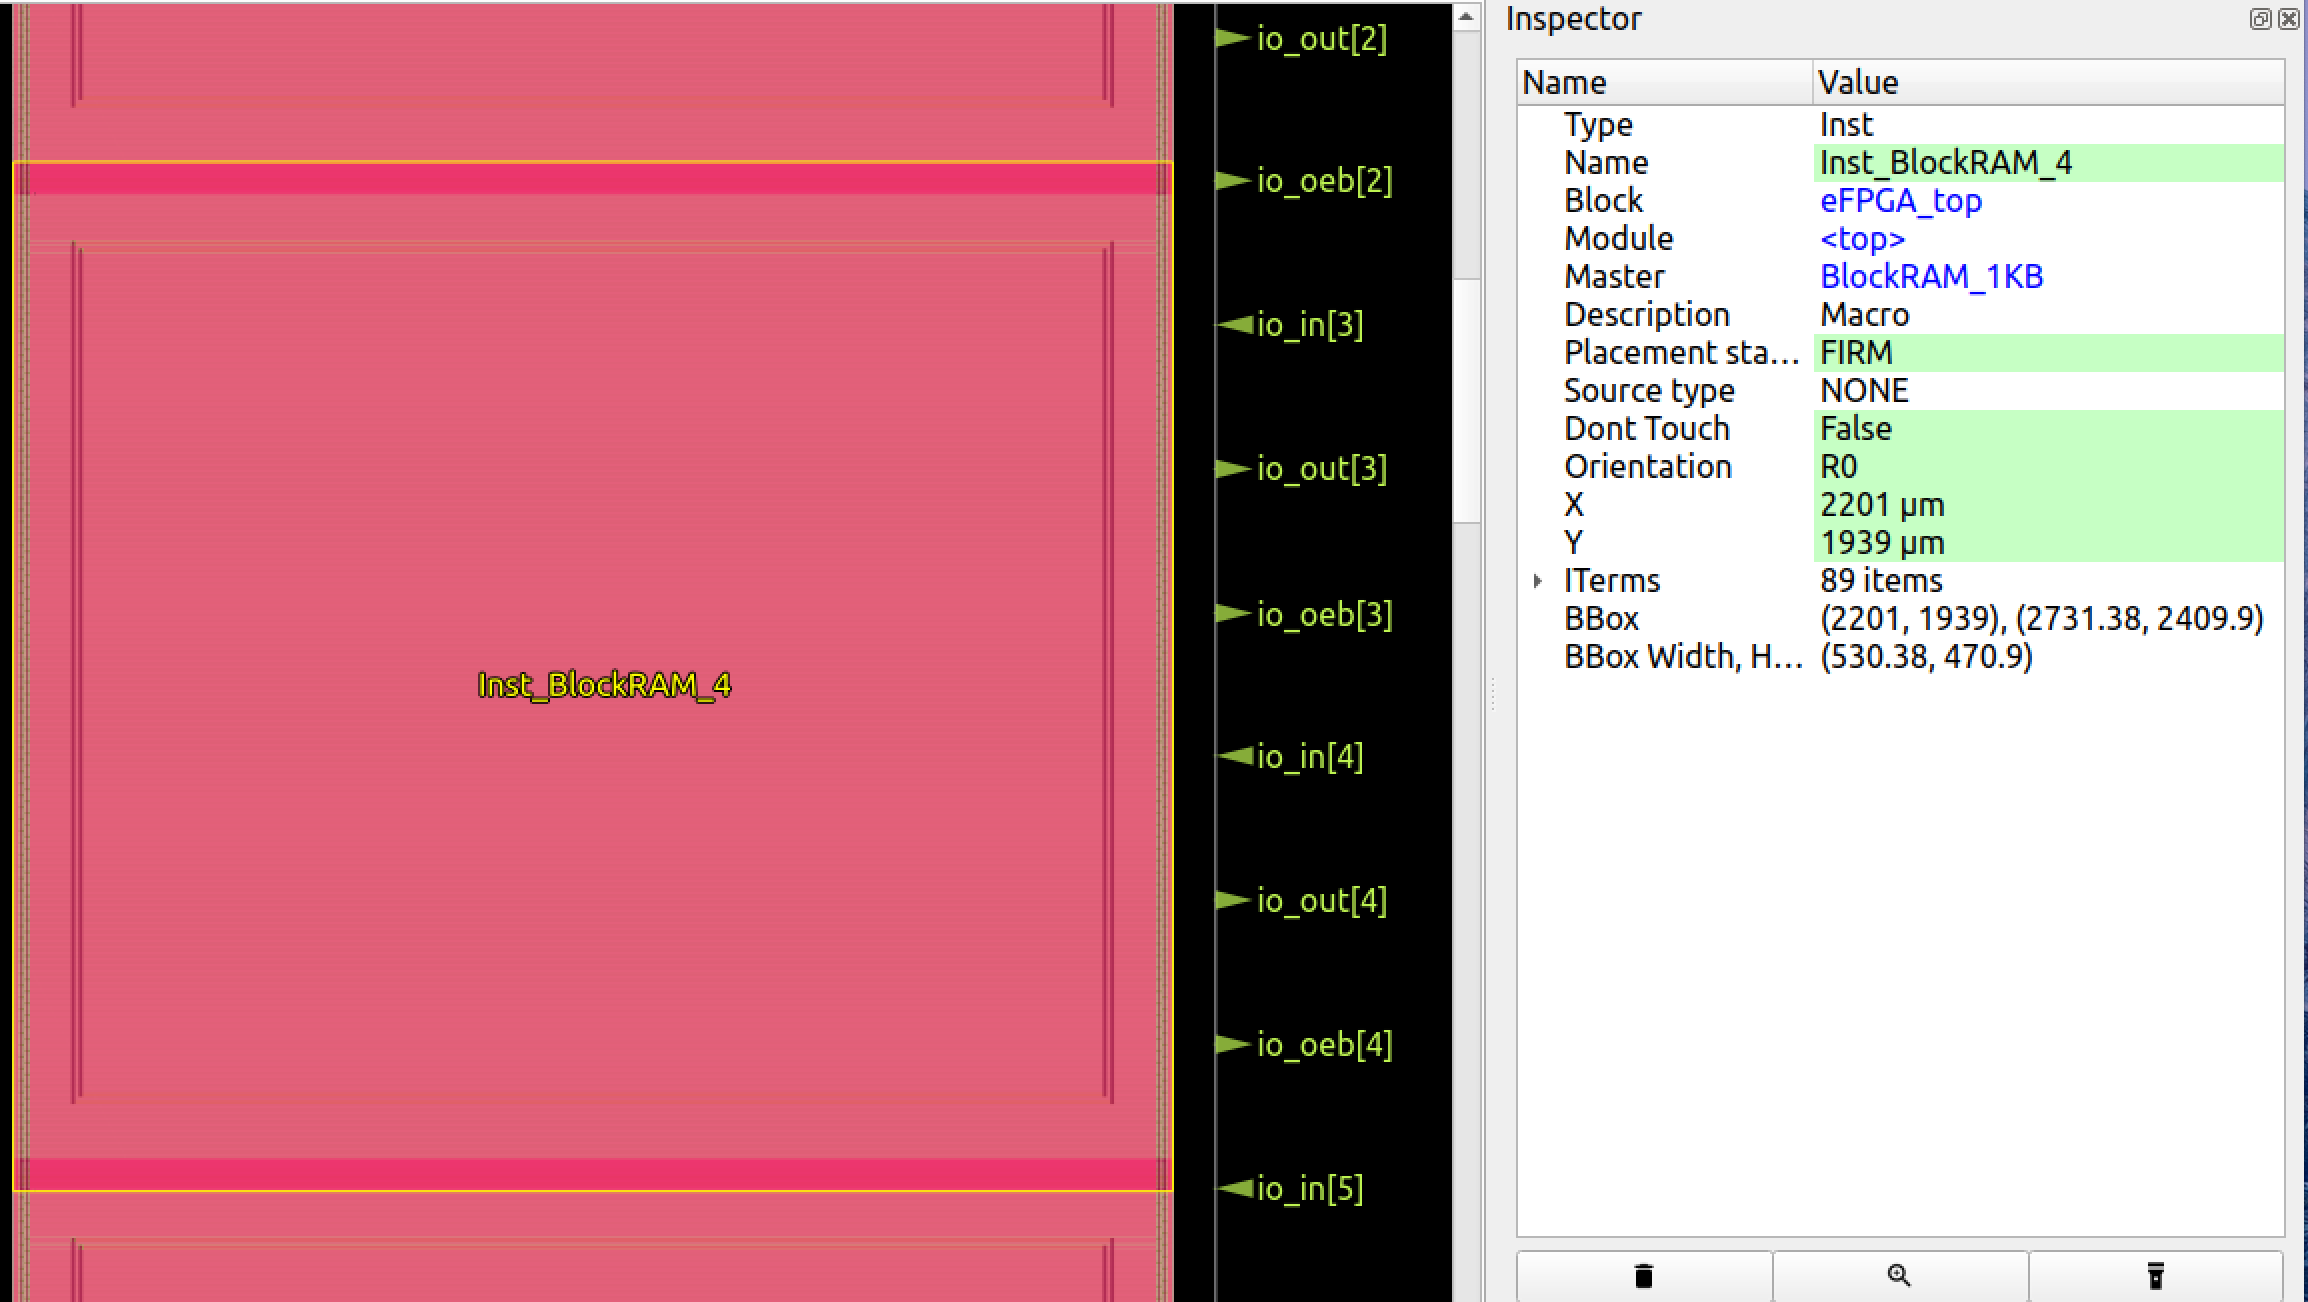 io_out[2]
io_oeb[2]
io_in[3]
io_out[3]
io_oeb[3]
Inst_BlockRAM_4
io_in[4]
io_out[4]
io_oeb[4]
io_in[5]
Inspector
Name Value
Type Inst
Name Inst_BlockRAM_4
Block eFPGA_top
Module <top>
Master BlockRAM_1KB
Description Macro
Placement sta... FIRM
Source type NONE
Dont Touch False
Orientation R0
X 2201 μm
Y 1939 μm
ITerms 89 items
BBox (2201, 1939), (2731.38, 2409.9)
BBox Width, H... (530.38, 470.9)